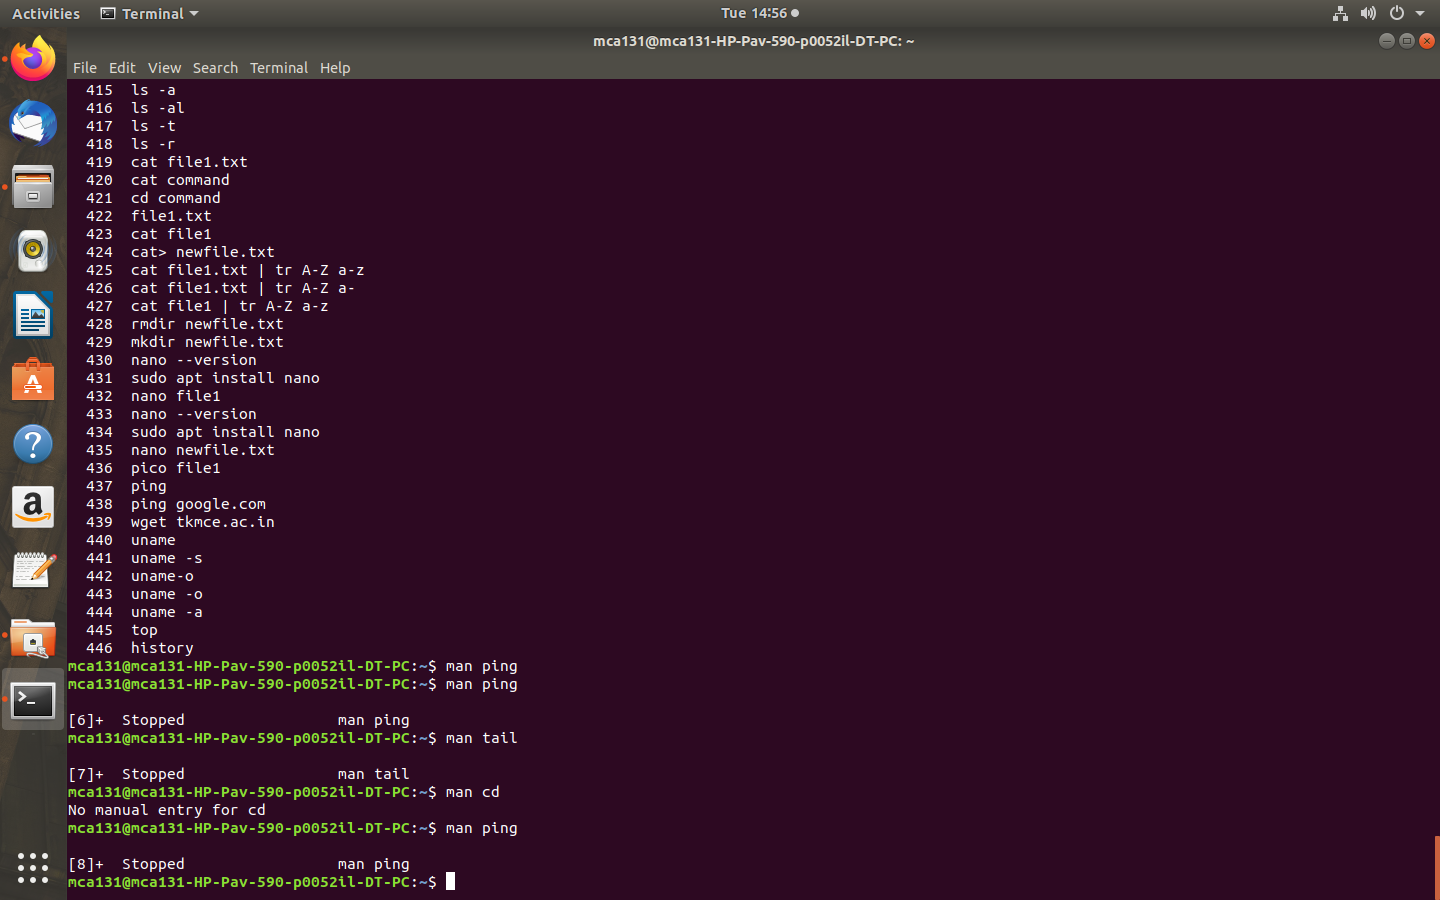 Activities Terminal Tue 14:56
mca131@mca131-HP-Pav-590-p0052il-DT-PC: ~
File Edit View Search Terminal Help
415 ls -a
416 ls -al
417 ls -t
418 ls -r
419 cat file1.txt
420 cat command
421 cd command
422 file1.txt
423 cat file1
424 cat> newfile.txt
425 cat file1.txt | tr A-Z a-z
426 cat file1.txt | tr A-Z a-
427 cat file1 | tr A-Z a-z
428 rmdir newfile.txt
429 mkdir newfile.txt
430 nano --version
431 sudo apt install nano
432 nano file1
433 nano --version
434 sudo apt install nano
435 nano newfile.txt
436 pico file1
437 ping
438 ping google.com
439 wget tkmce.ac.in
440 uname
441 uname -s
442 uname-o
443 uname -o
444 uname -a
445 top
446 history
mca131@mca131-HP-Pav-590-p0052il-DT-PC:~$ man ping
mca131@mca131-HP-Pav-590-p0052il-DT-PC:~$ man ping
[6]+ Stopped man ping
mca131@mca131-HP-Pav-590-p0052il-DT-PC:~$ man tail
[7]+ Stopped man tail
mca131@mca131-HP-Pav-590-p0052il-DT-PC:~$ man cd
No manual entry for cd
mca131@mca131-HP-Pav-590-p0052il-DT-PC:~$ man ping
[8]+ Stopped man ping
mca131@mca131-HP-Pav-590-p0052il-DT-PC:~$